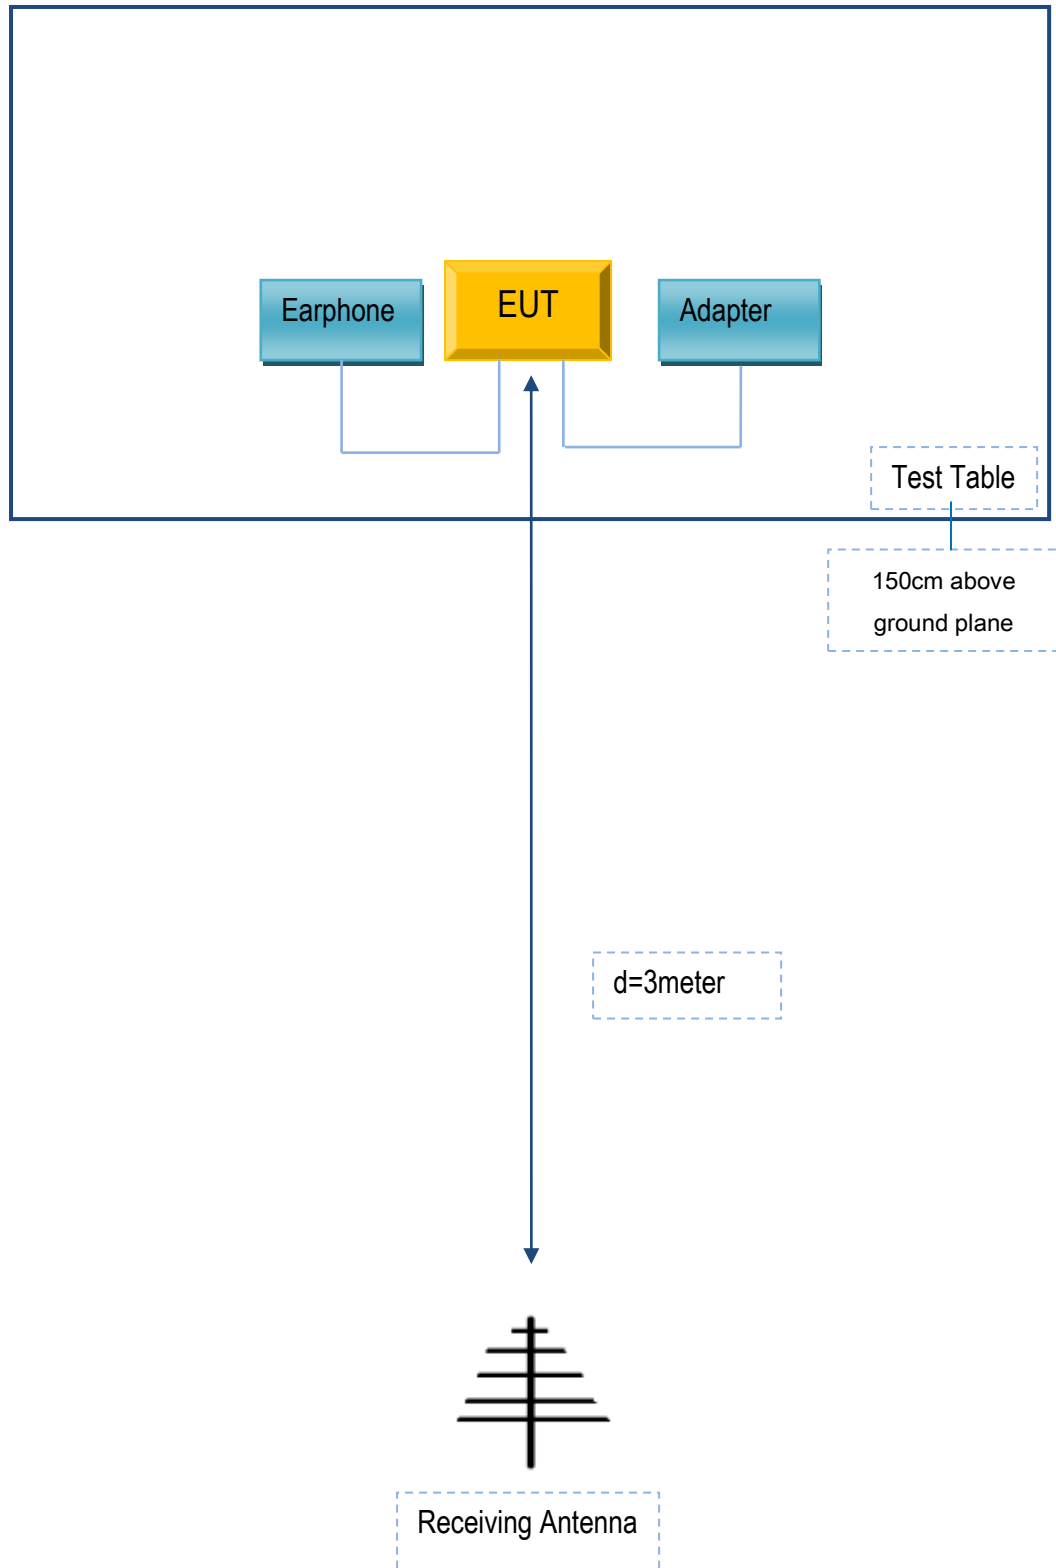 Earphone
EUT
Adapter
Test Table
150cm above
ground plane
d=3meter
Receiving Antenna